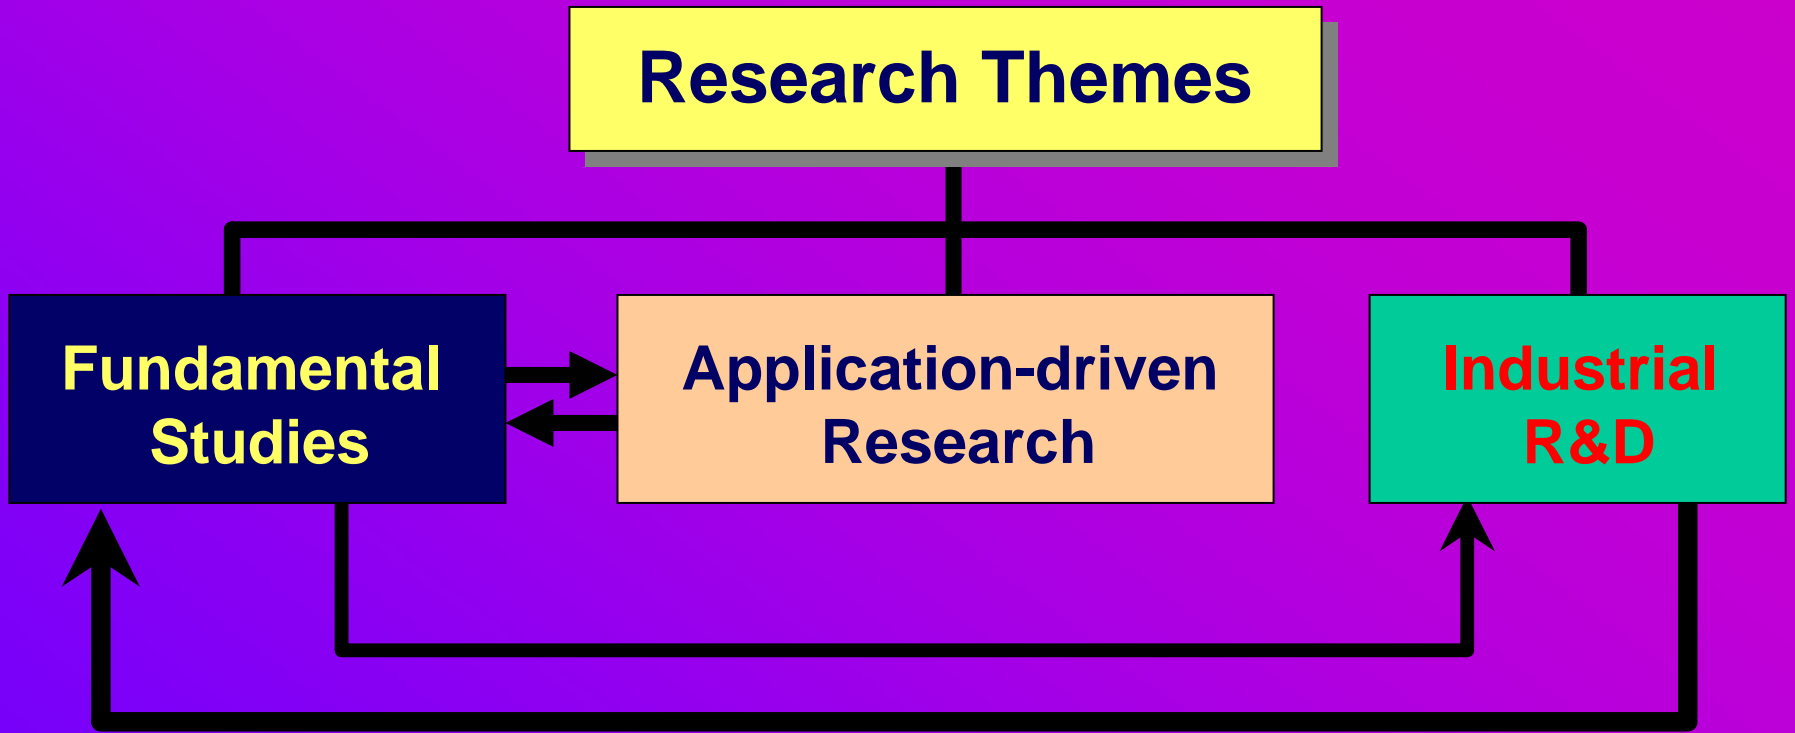 Research Themes
Fundamental
Studies
Application-driven
Research
Industrial
R&D